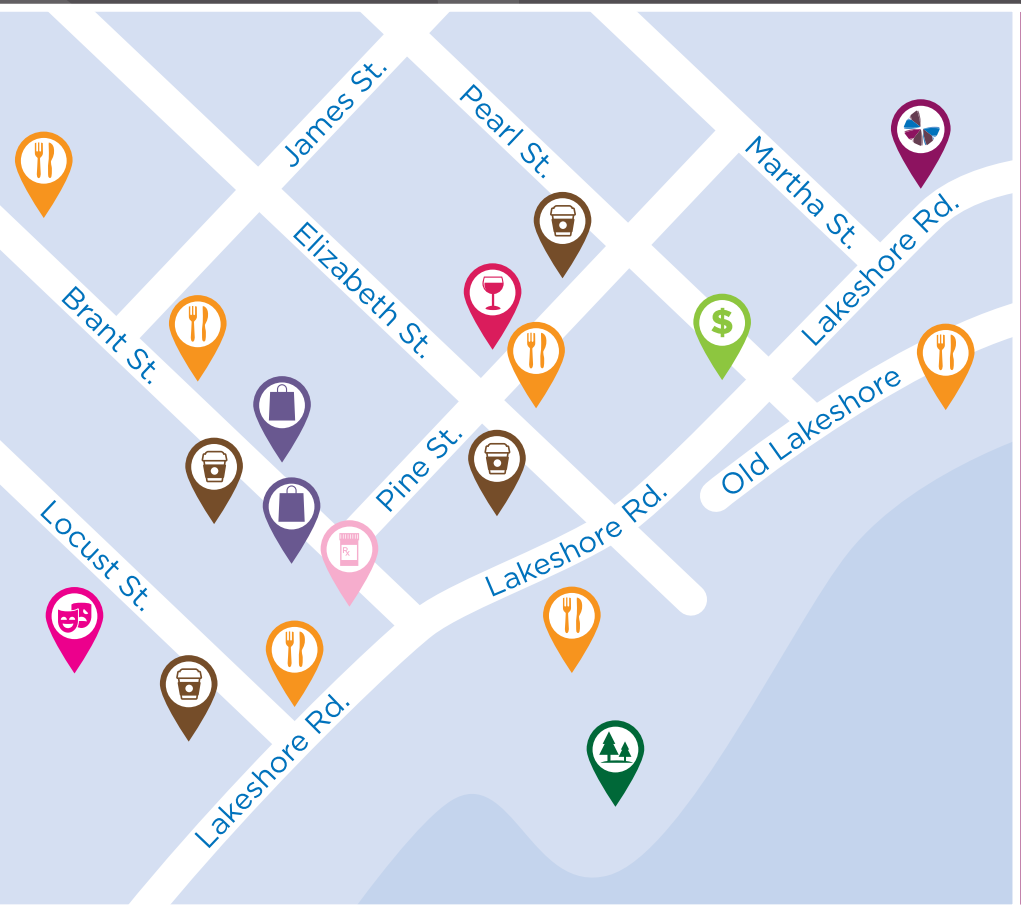 James St.
Pearl St.
Martha St.
Lakeshore Rd.
Elizabeth St.
Brant St.
$
Old Lakeshore
Pine St.
Lakeshore Rd.
Rx
Locust St.
Lakeshore Rd.